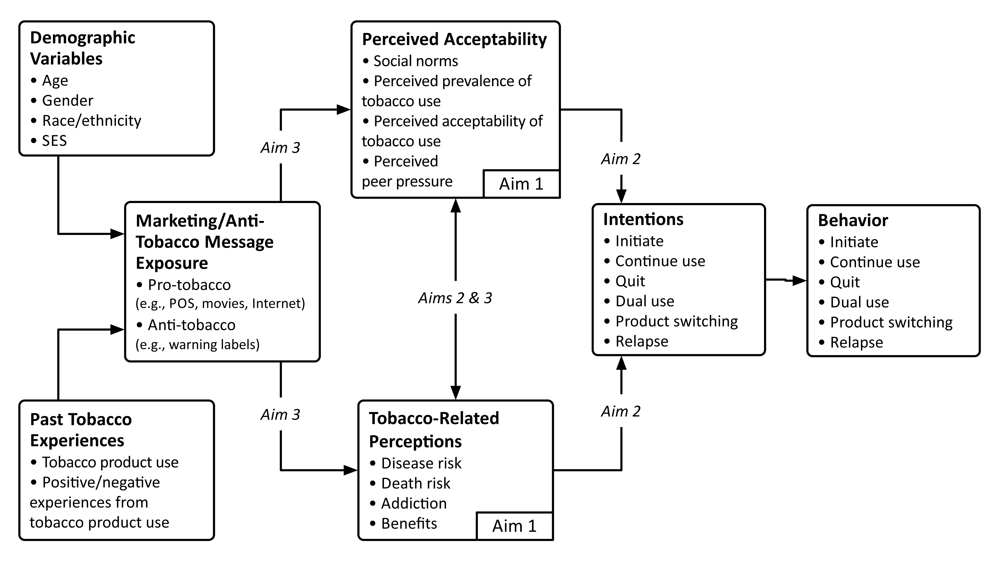 Demographic
Variables
• Age
• Gender
• Race/ethnicity
• SES
Marketing/Anti-
Tobacco Message
Exposure
• Pro-tobacco
(e.g., POS, movies, Internet)
• Anti-tobacco
(e.g., warning labels)
Past Tobacco
Experiences
• Tobacco product use
• Positive/negative
experiences from
tobacco product use
Aim 3
Aim 3
Perceived Acceptability
• Social norms
• Perceived prevalence of
tobacco use
• Perceived acceptability of
tobacco use
• Perceived
peer pressure
Aim 1
Aims 2 & 3
Tobacco-Related
Perceptions
• Disease risk
• Death risk
• Addiction
• Benefits
Aim 1
Aim 2
Aim 2
Intentions
• Initiate
• Continue use
• Quit
• Dual use
• Product switching
• Relapse
Behavior
• Initiate
• Continue use
• Quit
• Dual use
• Product switching
• Relapse